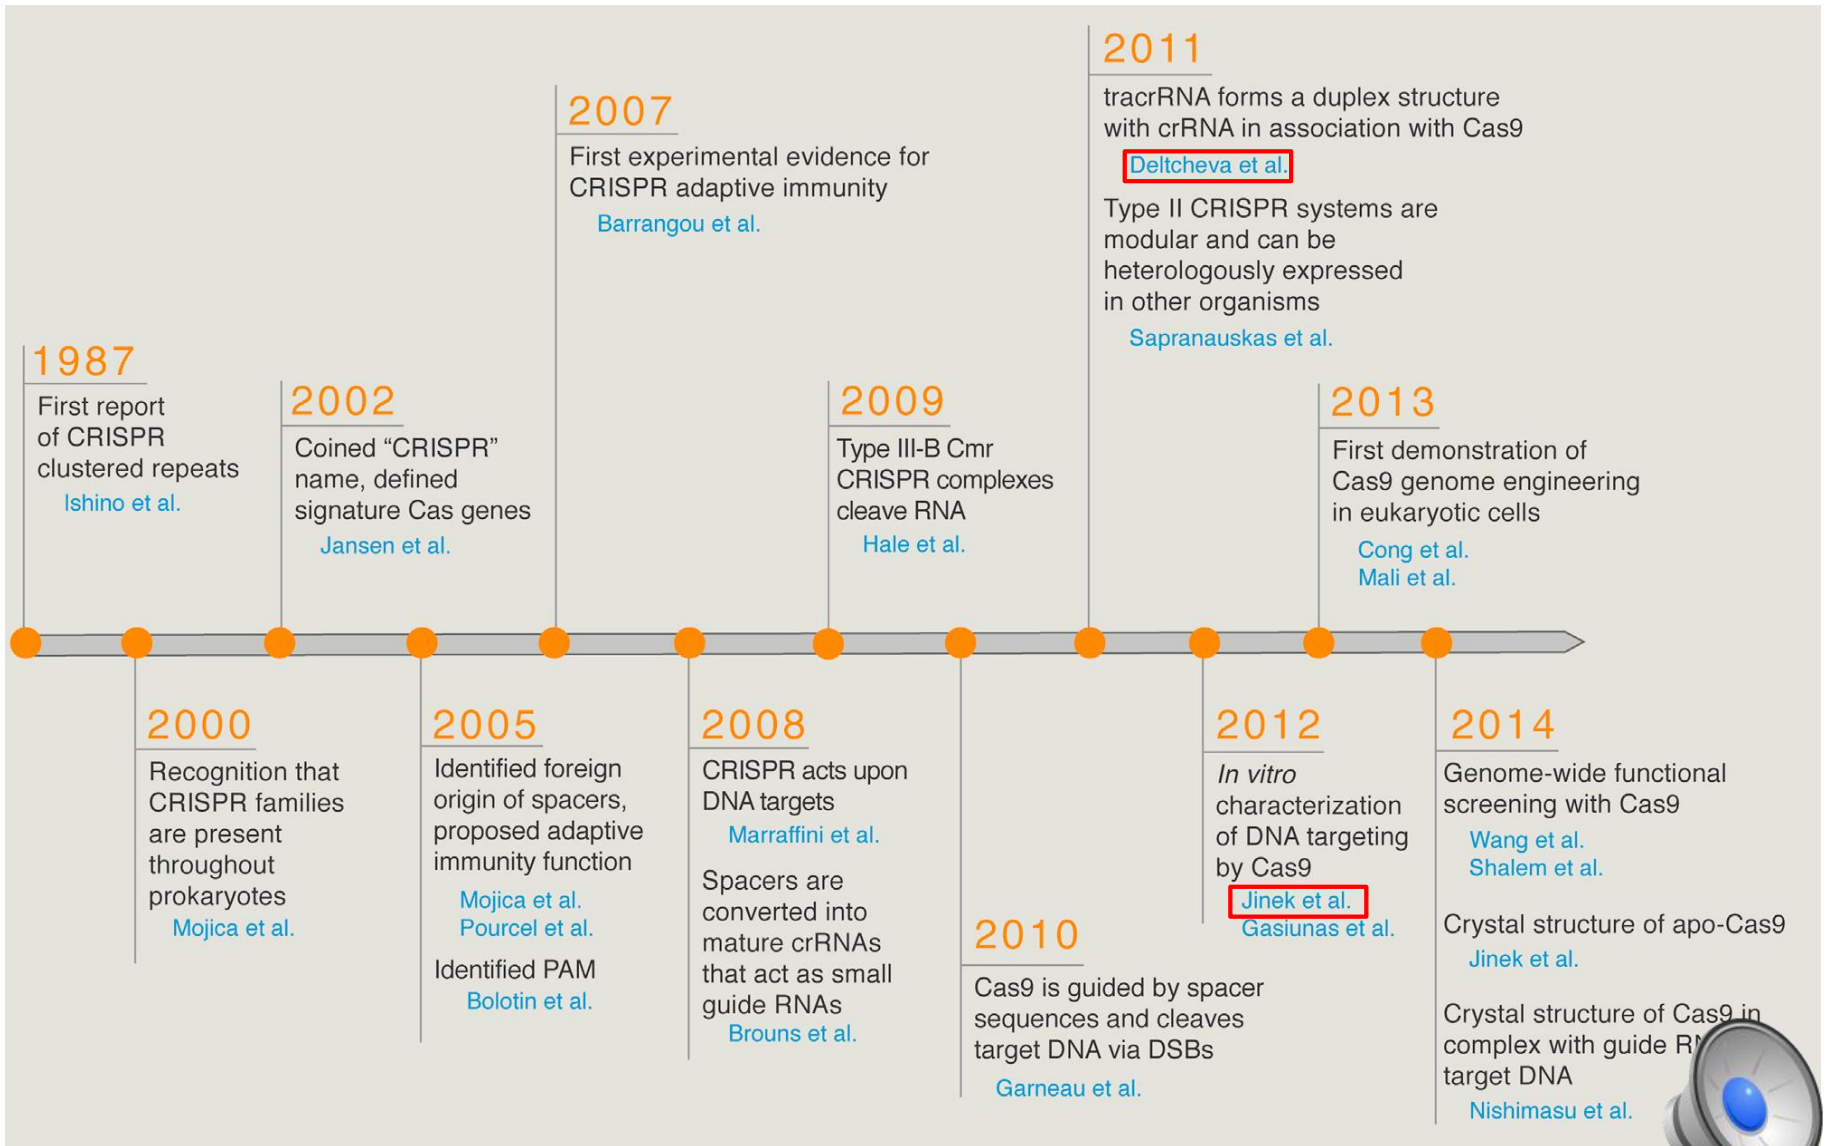 1987
First report
of CRISPR
clustered repeats
Ishino et al.
2000
Recognition that
CRISPR families
are present
throughout
prokaryotes
Mojica et al.
2002
Coined “CRISPR”
name, defined
signature Cas genes
Jansen et al.
2005
Identified foreign
origin of spacers,
proposed adaptive
immunity function
Mojica et al.
Pourcel et al.
Identified PAM
Bolotin et al.
2007
First experimental evidence for
CRISPR adaptive immunity
Barrangou et al.
2008
CRISPR acts upon
DNA targets
Marraffini et al.
Spacers are
converted into
mature crRNAs
that act as small
guide RNAs
Brouns et al.
2009
Type III-B Cmr
CRISPR complexes
cleave RNA
Hale et al.
2010
Cas9 is guided by spacer
sequences and cleaves
target DNA via DSBs
Garneau et al.
2011
tracrRNA forms a duplex structure
with crRNA in association with Cas9
Deltcheva et al.
Type II CRISPR systems are
modular and can be
heterologously expressed
in other organisms
Sapranauskas et al.
2012
In vitro
characterization
of DNA targeting
by Cas9
Jinek et al.
Gasiunas et al.
2013
First demonstration of
Cas9 genome engineering
in eukaryotic cells
Cong et al.
Mali et al.
2014
Genome-wide functional
screening with Cas9
Wang et al.
Shalem et al.
Crystal structure of apo-Cas9
Jinek et al.
Crystal structure of Cas9 in
complex with guide
target DNA
Nishimasu et al.